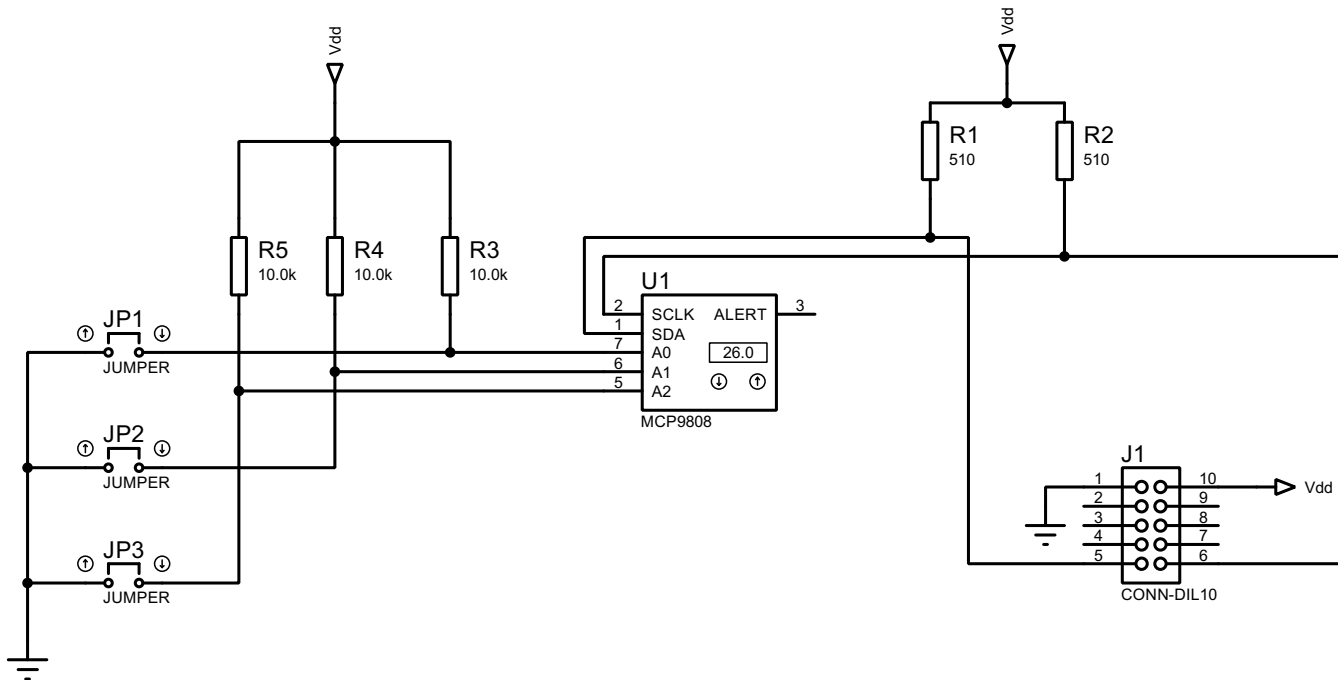 Vdd
Vdd
R1
510
R2
510
R5
10.0k
R4
10.0k
R3
10.0k
U1
2 SCLK ALERT 3
1 SDA
7 A0 26.0
6 A1
5 A2
MCP9808
JP1
JUMPER
JP2
JUMPER
JP3
JUMPER
J1
1 10 Vdd
2 9
3 8
4 7
5 6
CONN-DIL10